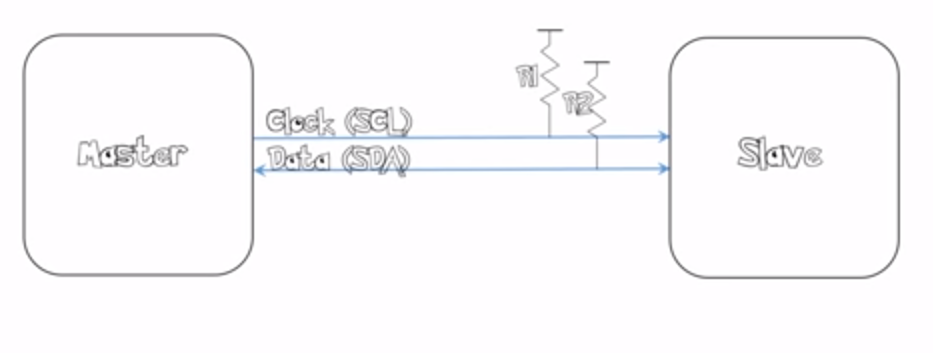 R1
R2
Clock (SCL)
Master
Data (SDA)
Slave